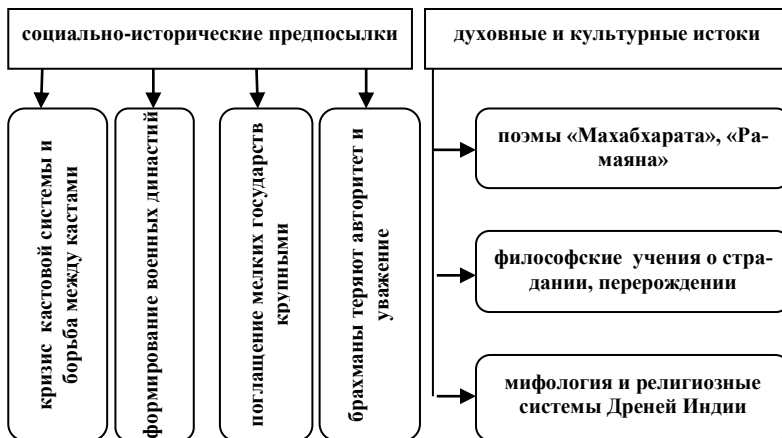 социально-исторические предпосылки
духовные и культурные истоки
кризис кастовой системы и
борьба между кастами
формирование военных династий
поглащение мелких государств
крупными
брахманы теряют авторитет и
уважение
поэмы «Махабхарата», «Ра-
маяна»
философские учения о стра-
дании, перерождении
мифология и религиозные
системы Дреней Индии